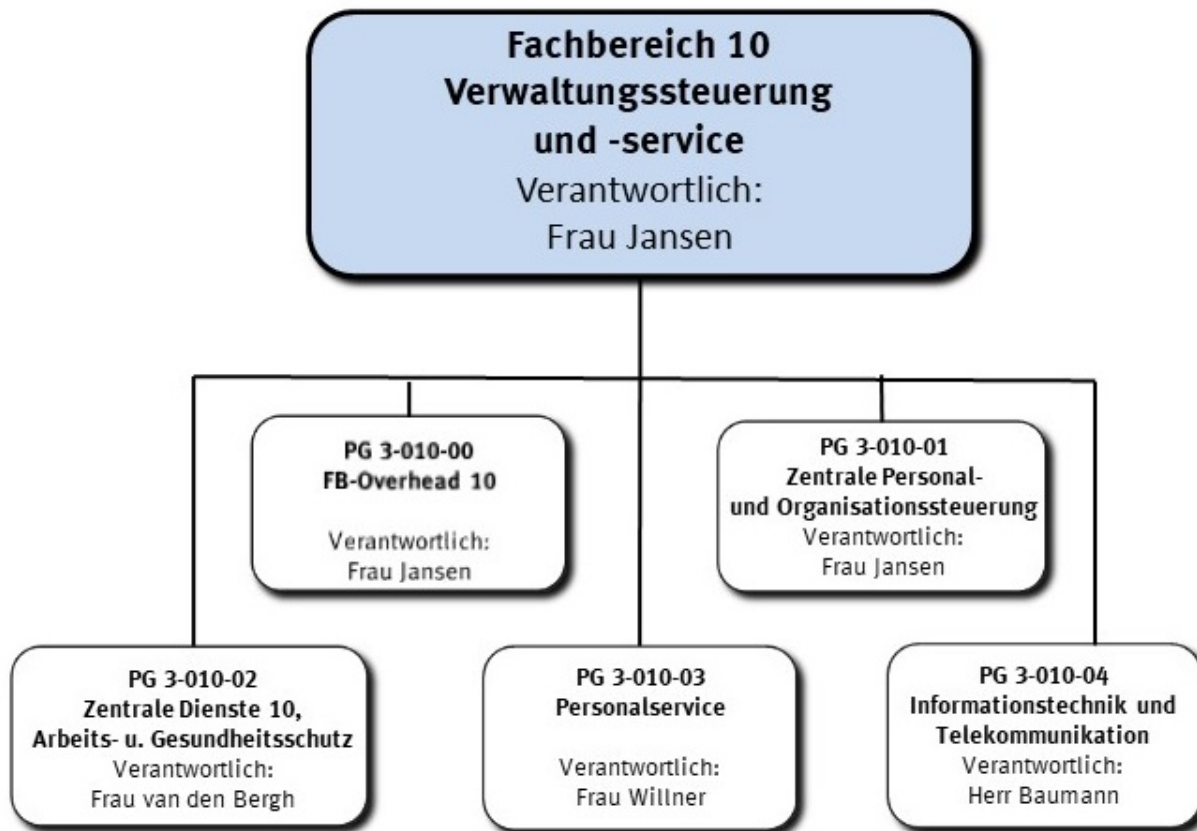 Fachbereich 10
Verwaltungssteuerung
und -service
Verantwortlich:
Frau Jansen
PG 3-010-00
FB-Overhead 10
Verantwortlich:
Frau Jansen
PG 3-010-01
Zentrale Personal-
und Organisationssteuerung
Verantwortlich:
Frau Jansen
PG 3-010-02
Zentrale Dienste 10,
Arbeits- u. Gesundheitsschutz
Verantwortlich:
Frau van den Bergh
PG 3-010-03
Personalservice
Verantwortlich:
Frau Willner
PG 3-010-04
Informationstechnik und
Telekommunikation
Verantwortlich:
Herr Baumann